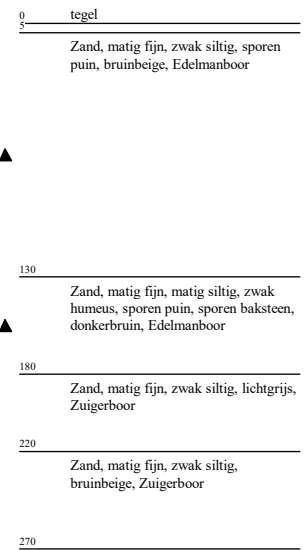 0 tegel
5
Zand, matig fijn, zwak siltig, sporen
puin, bruinbeige, Edelmanboor
130
Zand, matig fijn, matig siltig, zwak
humeus, sporen puin, sporen baksteen,
donkerbruin, Edelmanboor
180
Zand, matig fijn, zwak siltig, lichtgrijs,
Zuigerboor
220
Zand, matig fijn, zwak siltig,
bruinbeige, Zuigerboor
270